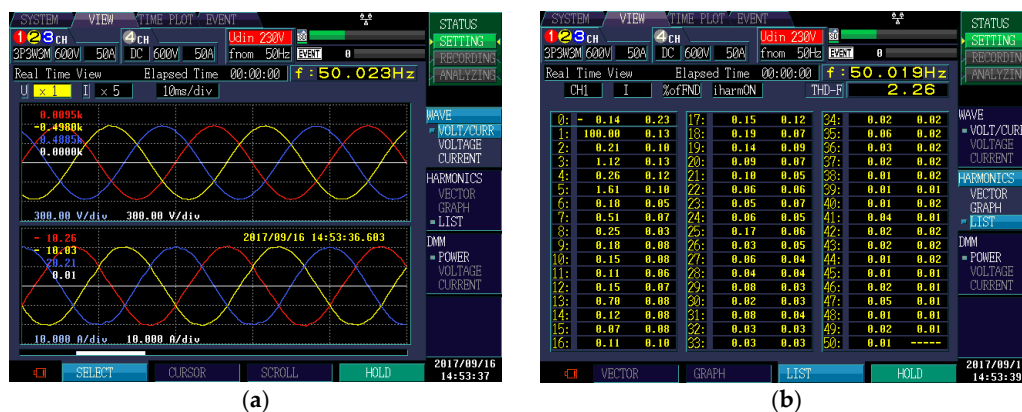 SYSTEM VIEW TIME PLOT EVENT
1 2 3 CH 4 CH Udin 230V
3P3W3M 600V 50A DC 600V 50A fnom 50Hz EVENT 0
Real Time View Elapsed Time 00:00:00 f:50.023Hz
U x 1 I x 5 10ms/div
0.0095k
-0.4980k
0.4885k
0.0000k
300.00 V/div 300.00 V/div
- 10.26 2017/09/16 14:53:36.603
- 10.03
20.21
0.01
10.000 A/div 10.000 A/div
SELECT CURSOR SCROLL HOLD
STATUS
SETTING
RECORDING
ANALYZING
WAVE
VOLT/CURR
VOLTAGE
CURRENT
HARMONICS
VECTOR
GRAPH
LIST
DMM
POWER
VOLTAGE
CURRENT
2017/09/16
14:53:37
(a)
SYSTEM VIEW TIME PLOT EVENT
1 2 3 CH 4 CH Udin 230V
3P3W3M 600V 50A DC 600V 50A fnom 50Hz EVENT 0
Real Time View Elapsed Time 00:00:00 f:50.019Hz
CH1 I %ofFND iharmON THD-F 2.26
0: - 0.14 0.23 17: 0.15 0.12 34: 0.02 0.02
1: 100.00 0.13 18: 0.19 0.07 35: 0.06 0.02
2: 0.21 0.10 19: 0.14 0.09 36: 0.03 0.02
3: 1.12 0.13 20: 0.09 0.07 37: 0.02 0.02
4: 0.26 0.12 21: 0.10 0.05 38: 0.01 0.02
5: 1.61 0.10 22: 0.06 0.06 39: 0.01 0.01
6: 0.18 0.05 23: 0.05 0.07 40: 0.01 0.02
7: 0.51 0.07 24: 0.06 0.05 41: 0.04 0.01
8: 0.25 0.03 25: 0.17 0.06 42: 0.02 0.02
9: 0.18 0.08 26: 0.03 0.05 43: 0.02 0.02
10: 0.15 0.08 27: 0.06 0.04 44: 0.01 0.02
11: 0.11 0.06 28: 0.04 0.04 45: 0.01 0.01
12: 0.15 0.07 29: 0.08 0.03 46: 0.02 0.01
13: 0.70 0.08 30: 0.02 0.03 47: 0.05 0.01
14: 0.12 0.08 31: 0.08 0.04 48: 0.01 0.01
15: 0.07 0.08 32: 0.03 0.03 49: 0.02 0.01
16: 0.11 0.10 33: 0.03 0.03 50: 0.01 -----
VECTOR GRAPH LIST HOLD
STATUS
SETTING
RECORDIN
ANALYZIN
WAVE
VOLT/CUR
VOLTAGE
CURRENT
HARMONICS
VECTOR
GRAPH
LIST
DMM
POWER
VOLTAGE
CURRENT
2017/09/1
14:53:39
(b)